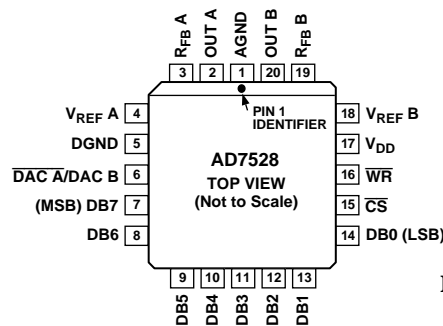 RFB A
OUT A
AGND
OUT B
RFB B
3 2 1 20 19
VREF A 4
PIN 1
IDENTIFIER
18 VREF B
DGND 5
17 VDD
AD7528
DAC A/DAC B 6
TOP VIEW
16 WR
(MSB) DB7 7
(Not to Scale)
15 CS
DB6 8
14 DB0 (LSB)
9 10 11 12 13
DB5
DB4
DB3
DB2
DB1